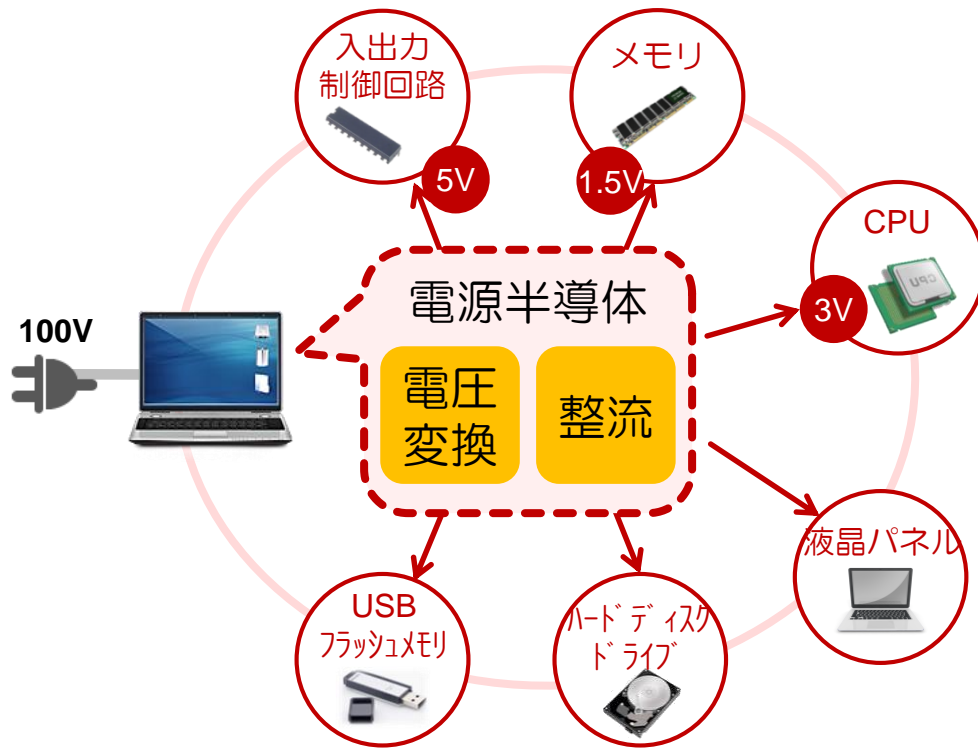 入出力
制御回路
メモリ
5V
1.5V
CPU
CPU
3V
電源半導体
100V
電圧
変換
整流
液晶パネル
USB
フラッシュメモリ
ハードディスク
ドライブ